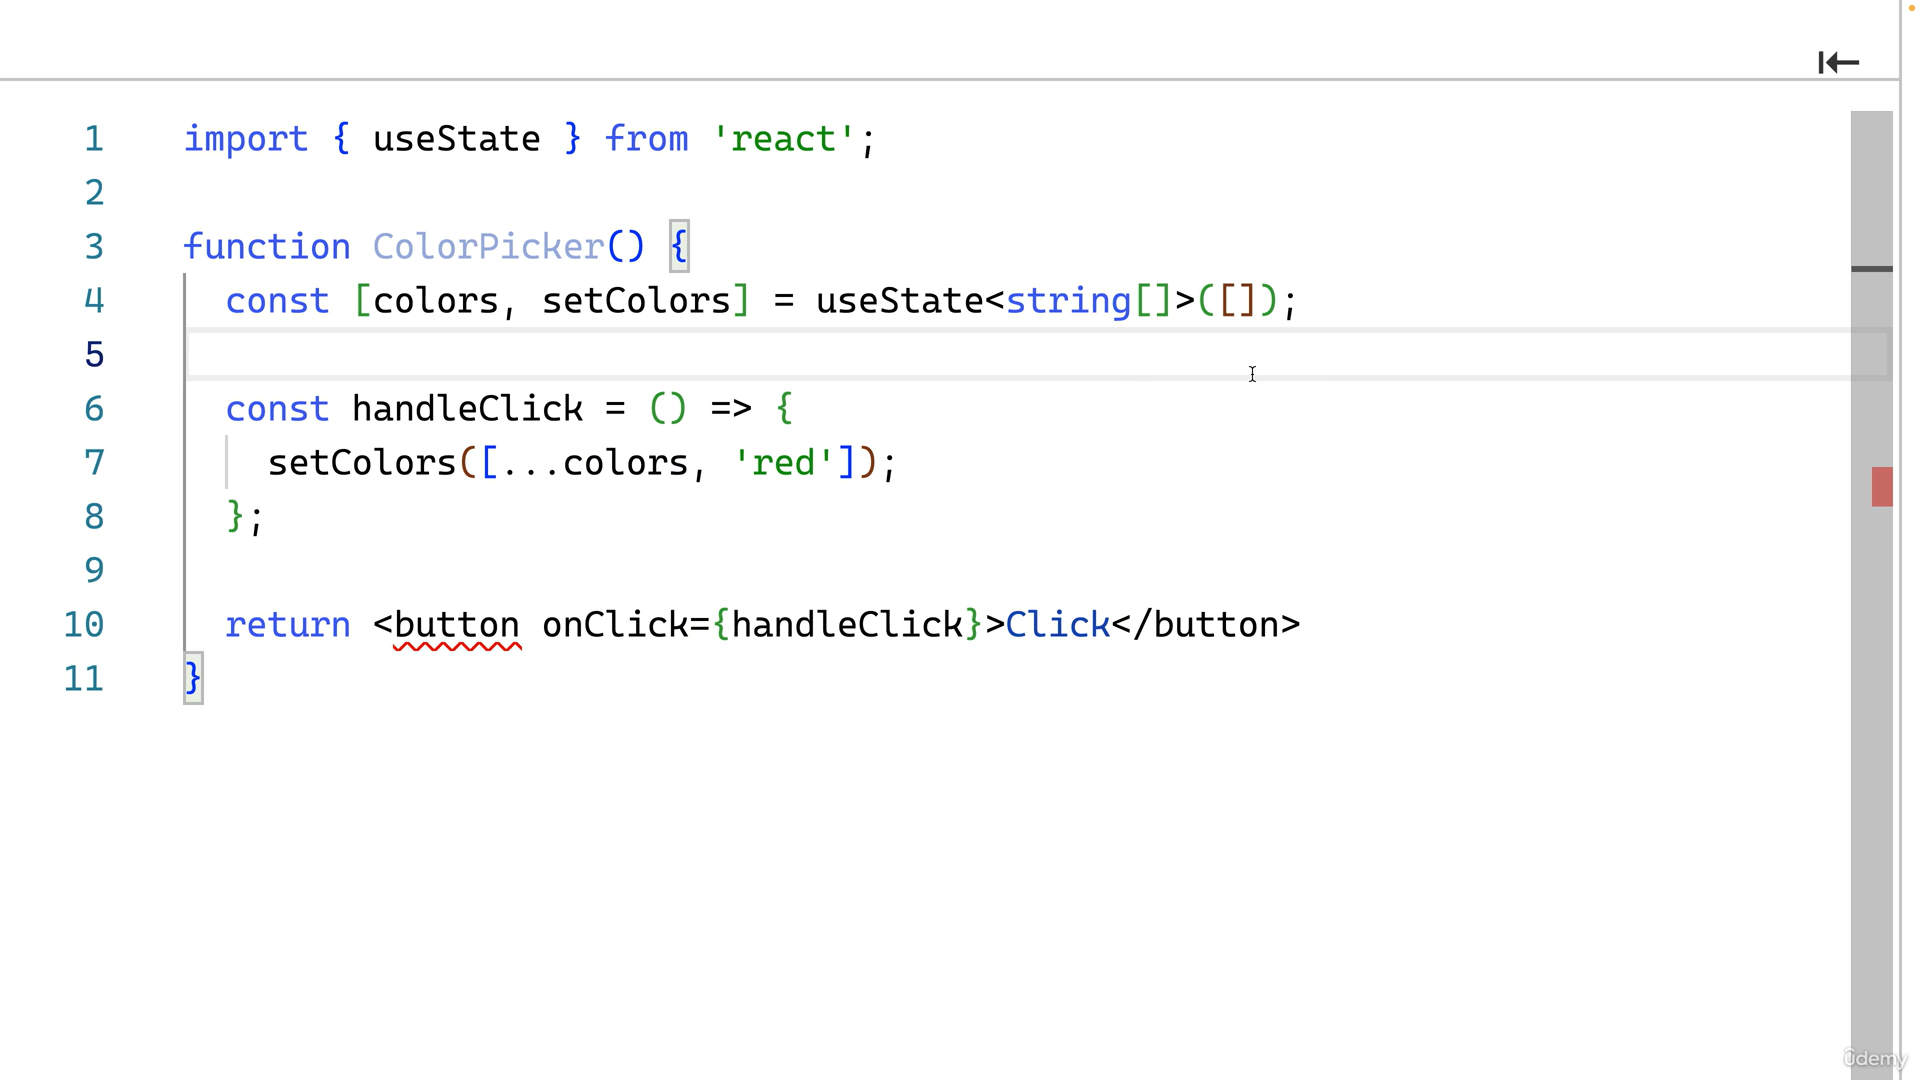 1 import { useState } from 'react';
2
3 function ColorPicker() {
4 const [colors, setColors] = useState<string[]>([]);
5
6 const handleClick = () => {
7 setColors([...colors, 'red']);
8 };
9
10 return <button onClick={handleClick}>Click</button>
11 }
ûdemy